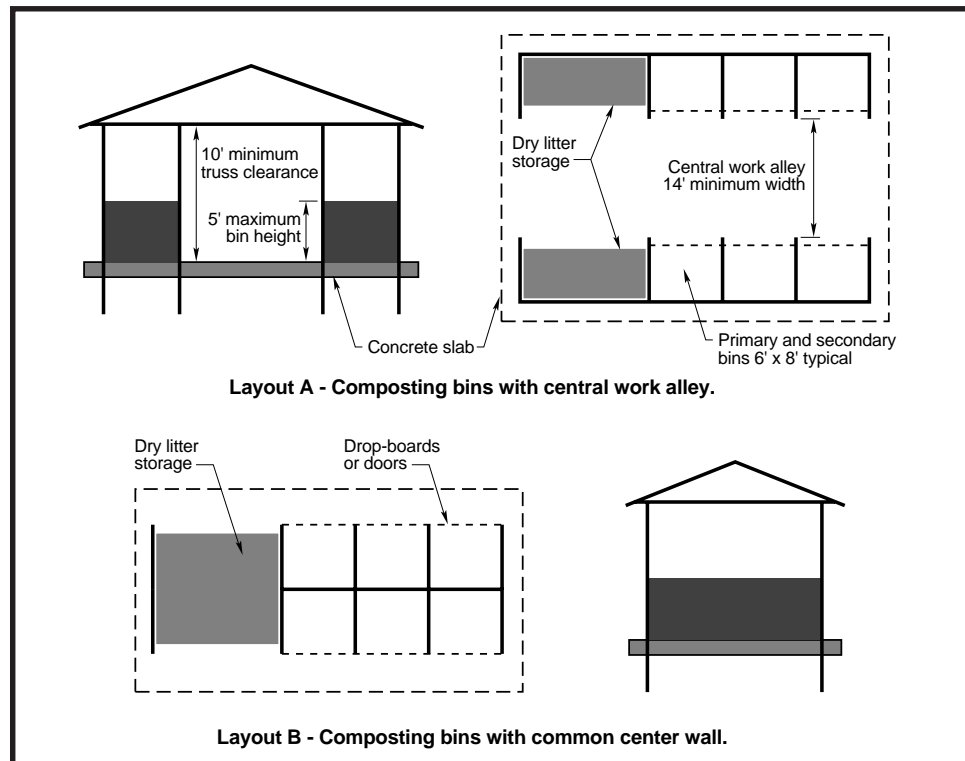 10' minimum
truss clearance
5' maximum
bin height
Dry litter
storage
Central work alley
14' minimum width
Concrete slab
Primary and secondary
bins 6' x 8' typical
Layout A - Composting bins with central work alley.
Dry litter
storage
Drop-boards
or doors
Layout B - Composting bins with common center wall.